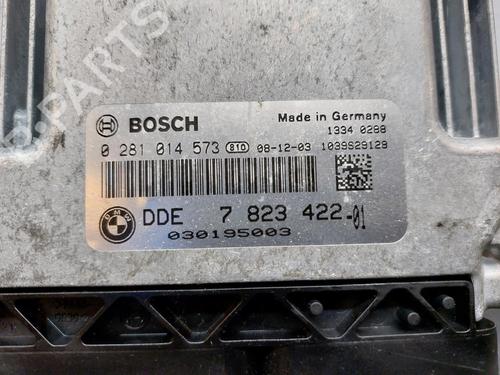 BOSCH
Made in Germany
1334 0288
0 281 014 573 810 08-12-03 1039S29129
BMW
DDE 7 823 422-01
030195003